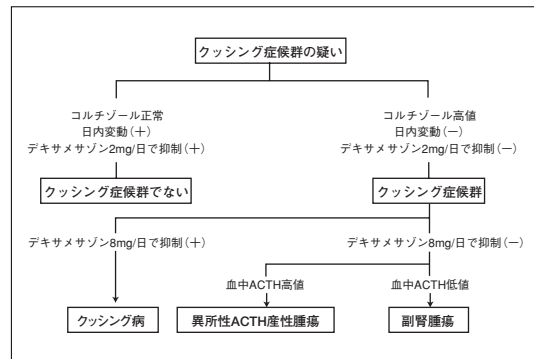 クッシング症候群の疑い
コルチゾール正常
日内変動(＋)
デキサメサゾン2mg/日で抑制(＋)
コルチゾール高値
日内変動(－)
デキサメサゾン2mg/日で抑制(－)
クッシング症候群でない
クッシング症候群
デキサメサゾン8mg/日で抑制(＋)
デキサメサゾン8mg/日で抑制(－)
血中ACTH高値
血中ACTH低値
クッシング病
異所性ACTH産性腫瘍
副腎腫瘍